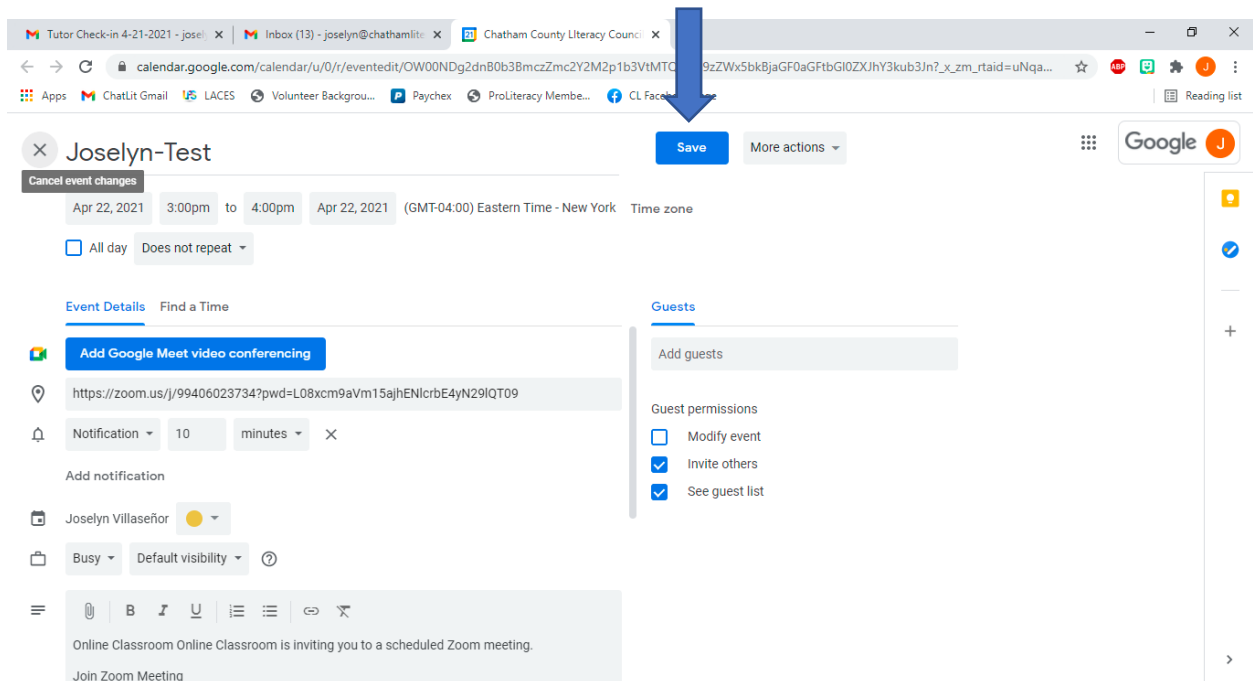 Tutor Check-in 4-21-2021 - josely
Inbox (13) - joselyn@chathamlite
21 Chatham County LIteracy Counci
calendar.google.com/calendar/u/0/r/eventedit/
Apps ChatLit Gmail LACES Volunteer Backgrou... Paychex ProLiteracy Membe... Reading list
Joselyn-Test Save More actions Google J
Cancel event changes
Apr 22, 2021 3:00pm to 4:00pm Apr 22, 2021 (GMT-04:00) Eastern Time - New York Time zone
All day Does not repeat
Event Details Find a Time Guests
Add Google Meet video conferencing Add guests
https://zoom.us/j/99406023734?pwd=L08xcm9aVm15ajhENlcrbE4yN29lQT09
Guest permissions
Notification 10 minutes Modify event
Invite others
Add notification
See guest list
Joselyn Villaseñor
Busy Default visibility
B I U
Online Classroom Online Classroom is inviting you to a scheduled Zoom meeting.
Join Zoom Meeting